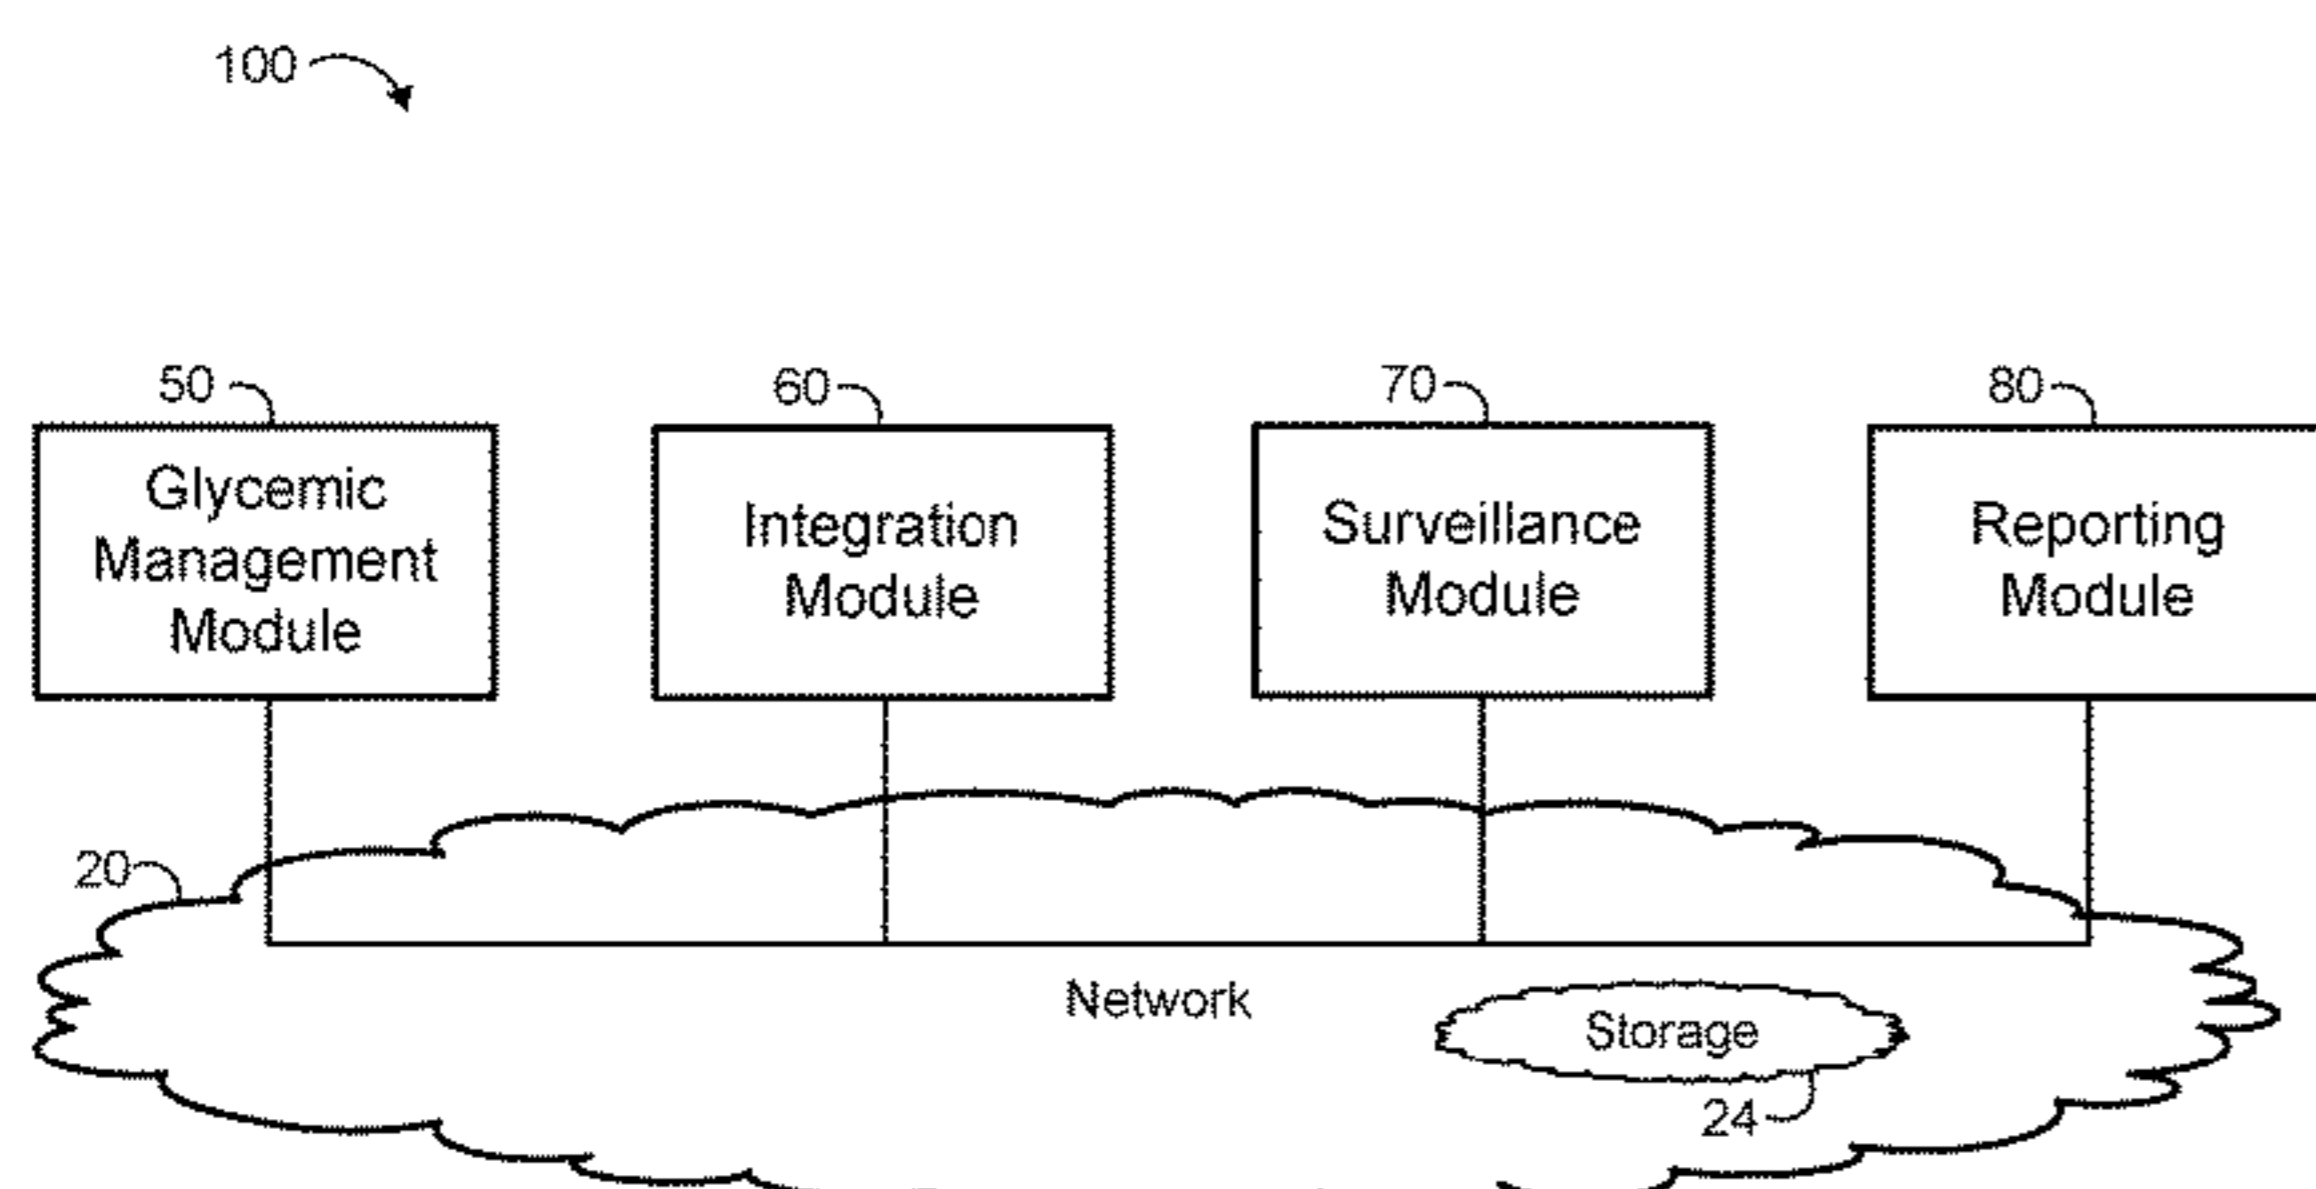 100
50
60
70
80
Glycemic
Management
Module
Integration
Module
Surveillance
Module
Reporting
Module
20
Network
Storage
24